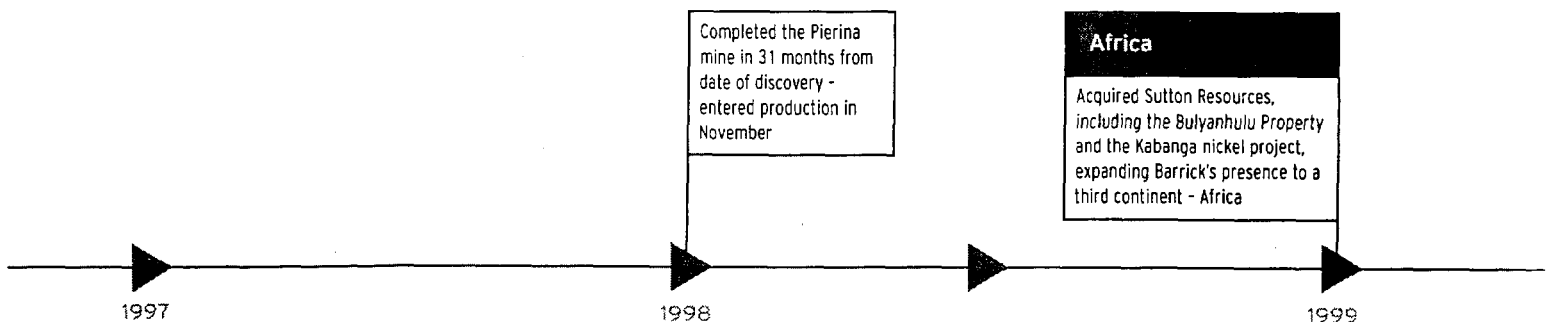 Completed the Pierina
mine in 31 months from
date of discovery -
entered production in
November
Africa
Acquired Sutton Resources,
including the Bulyanhulu Property
and the Kabanga nickel project,
expanding Barrick's presence to a
third continent - Africa
1997
1998
1999